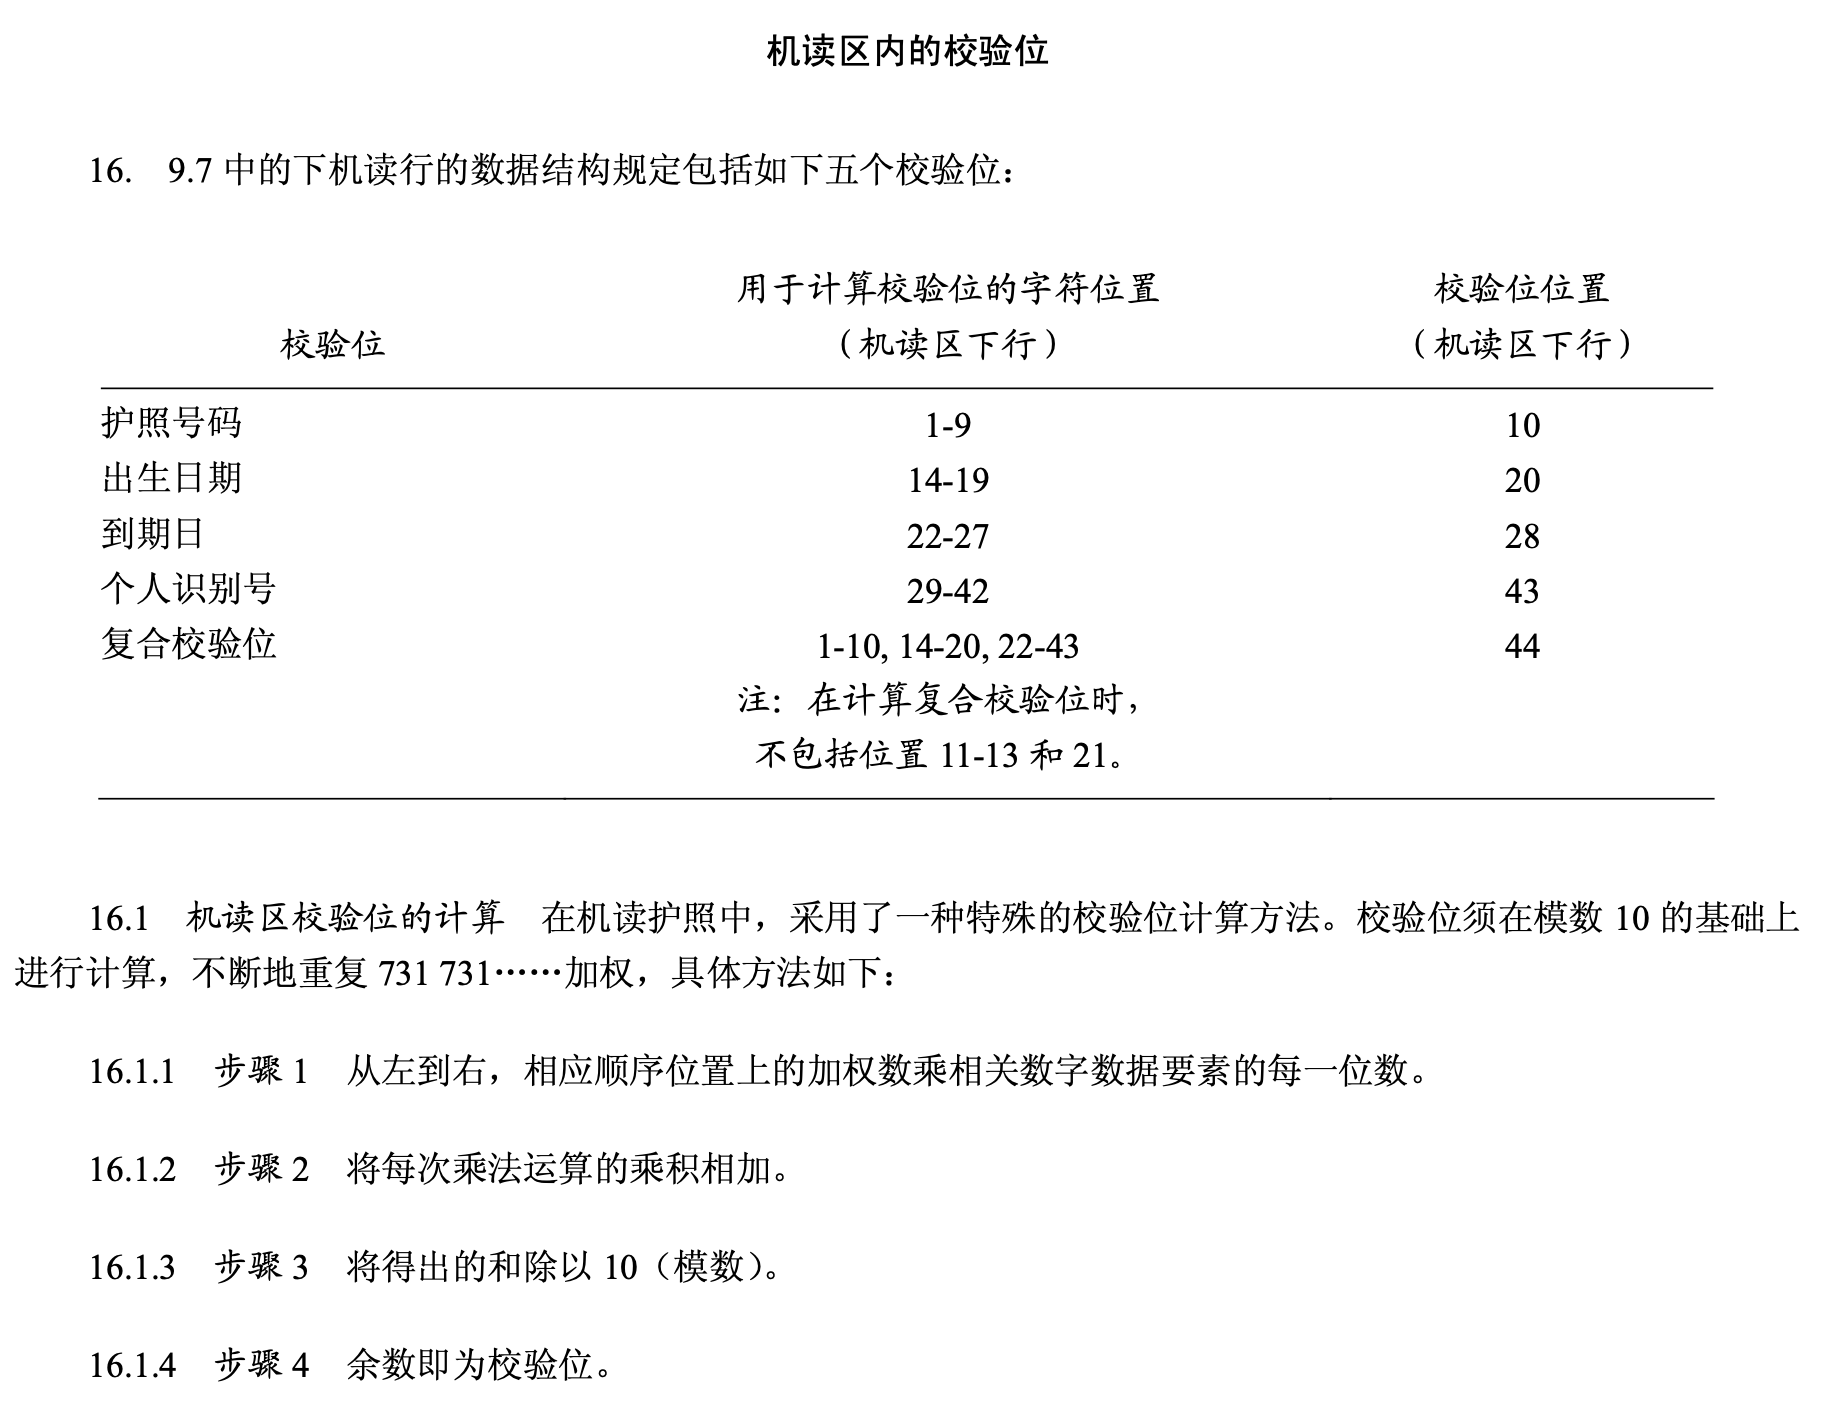 机读区内的校验位
16. 9.7 中的下机读行的数据结构规定包括如下五个校验位：
用于计算校验位的字符位置 校验位位置
校验位 （机读区下行） （机读区下行）
护照号码 1-9 10
出生日期 14-19 20
到期日 22-27 28
个人识别号 29-42 43
复合校验位 1-10, 14-20, 22-43 44
注：在计算复合校验位时，
不包括位置 11-13 和 21。
16.1 机读区校验位的计算 在机读护照中，采用了一种特殊的校验位计算方法。校验位须在模数 10 的基础上
进行计算，不断地重复 731 731……加权，具体方法如下：
16.1.1 步骤 1 从左到右，相应顺序位置上的加权数乘相关数字数据要素的每一位数。
16.1.2 步骤 2 将每次乘法运算的乘积相加。
16.1.3 步骤 3 将得出的和除以 10（模数）。
16.1.4 步骤 4 余数即为校验位。